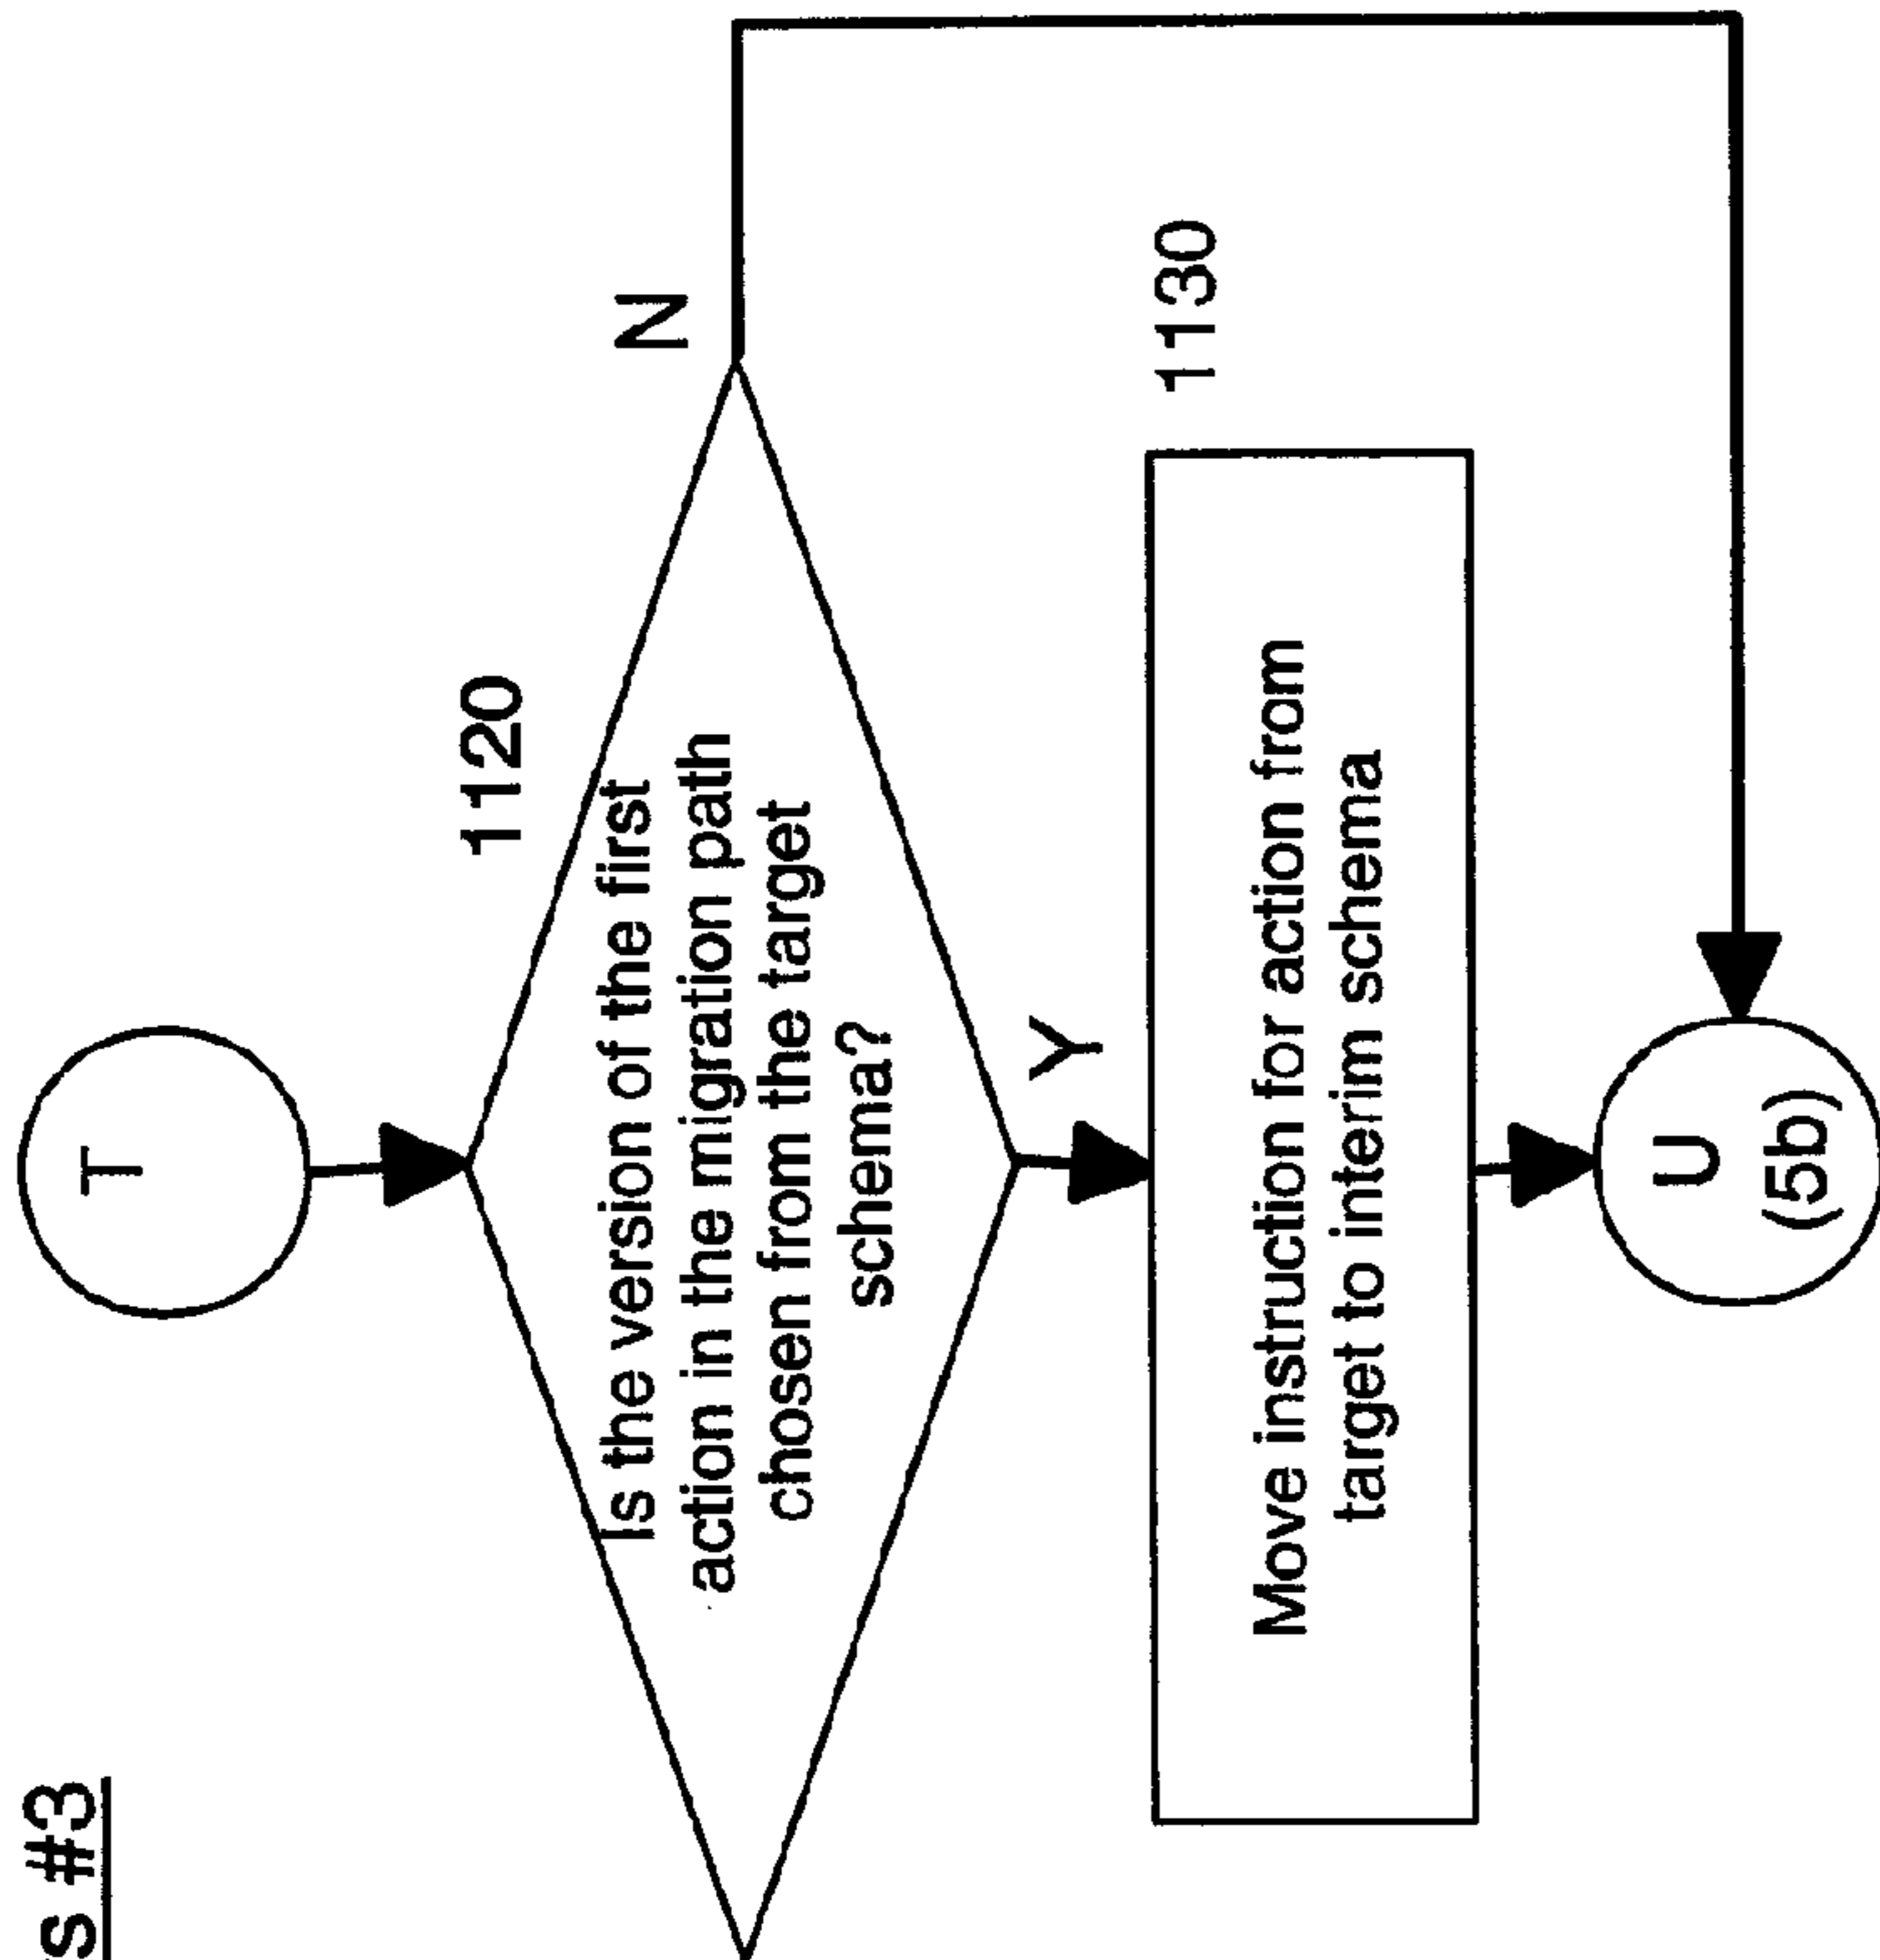 s #3
T
1120
Is the version of the first
action in the migration path
chosen from the target
schema?
N
Y
1130
Move instruction for action from
target to interim schema
U
(5b)